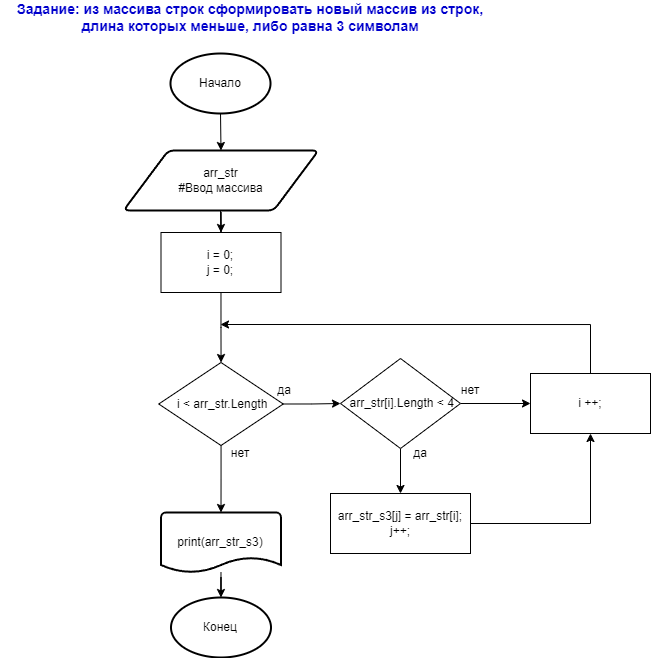 Задание: из массива строк сформировать новый массив из строк,
длина которых меньше, либо равна 3 символам
Начало
arr_str
#Ввод массива
i = 0;
j = 0;
i < arr_str.Length
да
arr_str[i].Length < 4
нет
i ++;
нет
да
arr_str_s3[j] = arr_str[i];
j++;
print(arr_str_s3)
Конец